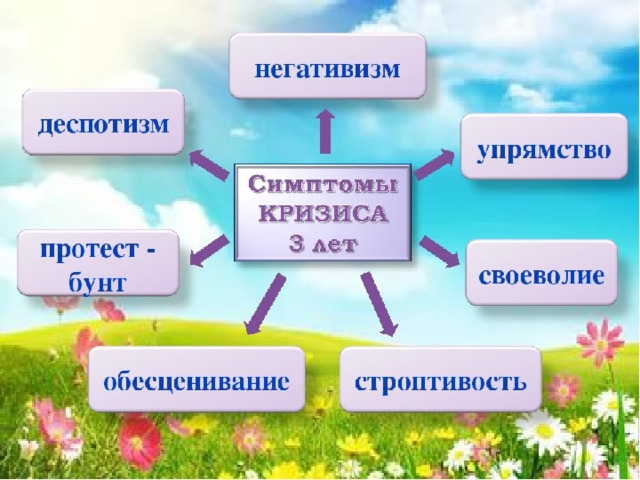 негативизм
деспотизм
упрямство
Симптомы
КРИЗИСА
3 лет
протест -
бунт
своеволие
обесценивание
строптивость